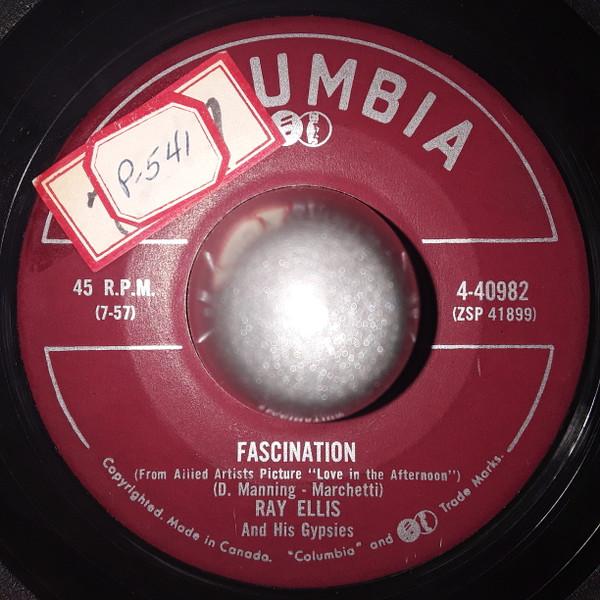 UMBIA
P-541
45 R.P.M.
(7-57)
4-40982
(ZSP 41899)
FASCINATION
(From Allied Artists Picture "Love in the Afternoon")
(D. Manning - Marchetti)
RAY ELLIS
And His Gypsies
Copyrighted. Made in Canada. "Columbia" and Trade Marks.